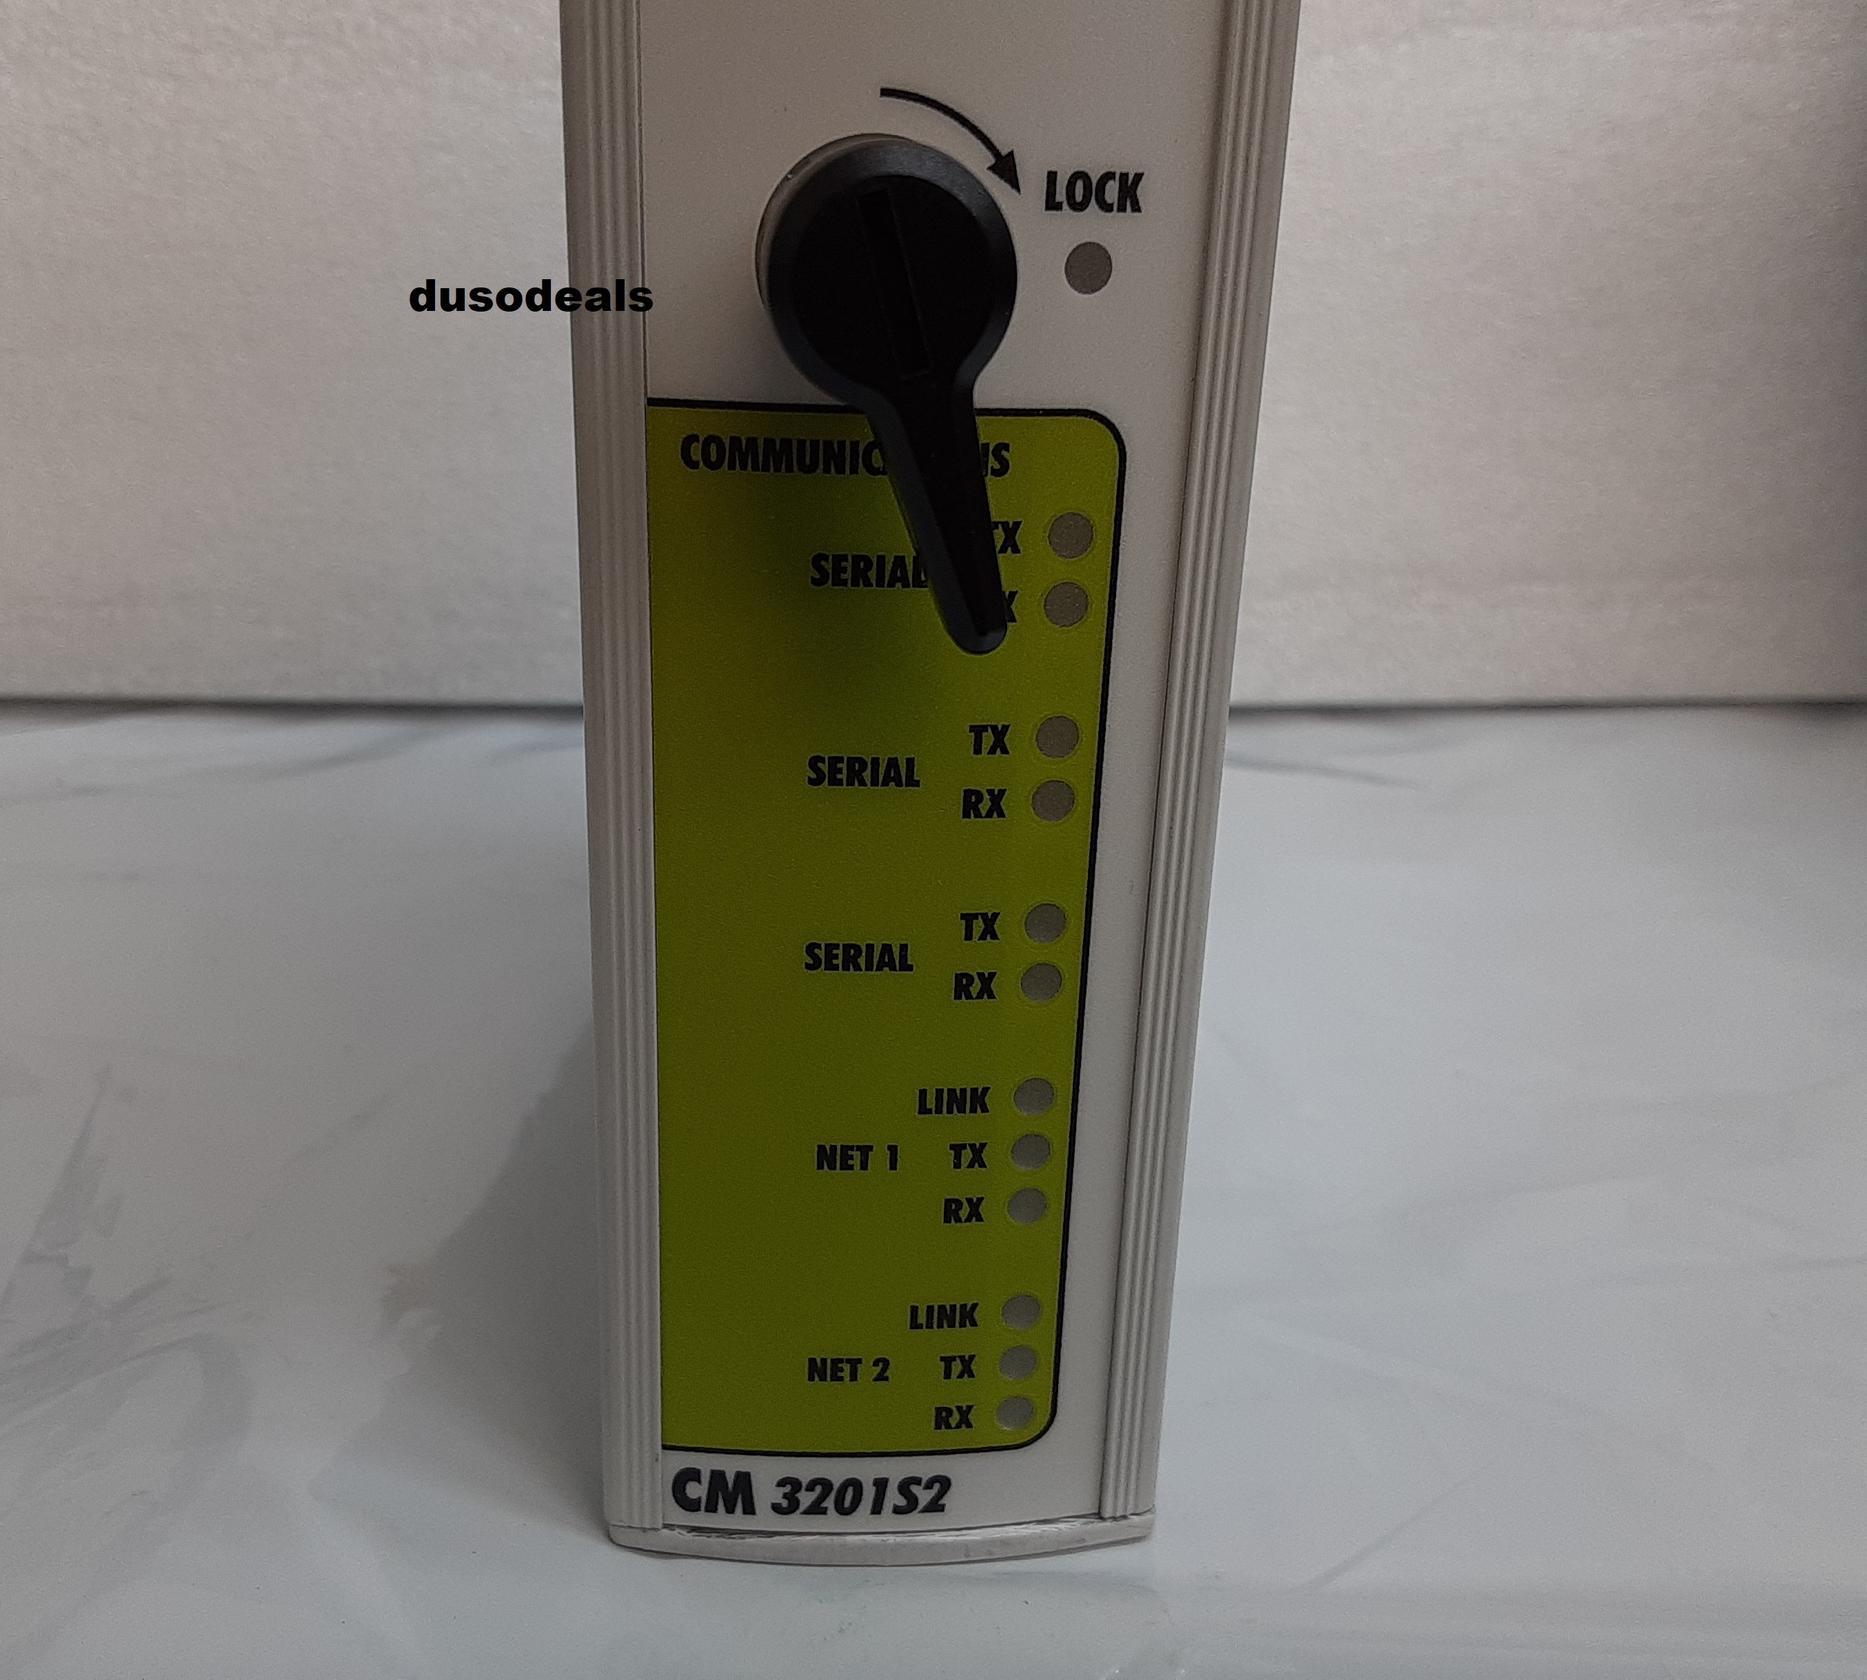 LOCK
dusodeals
TX
SERIAL
TX
SERIAL
RX
TX
SERIAL
RX
LINK
NET 1 TX
RX
LINK
NET 2 TX
RX
CM 3201S2